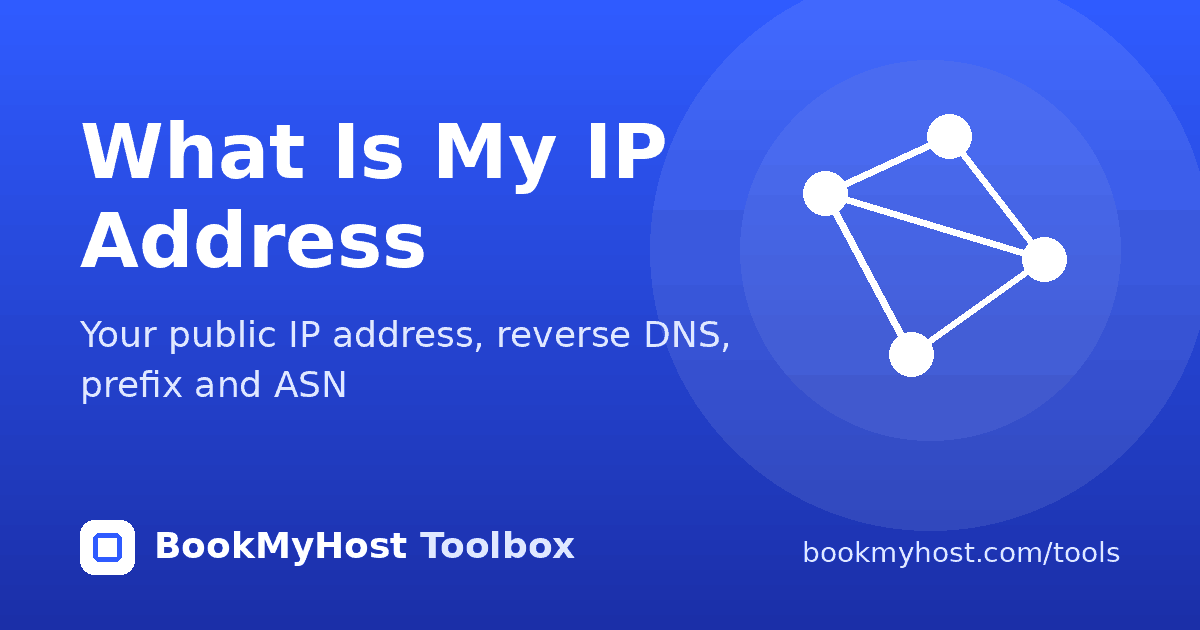 What Is My IP
Address
Your public IP address, reverse DNS,
prefix and ASN
BookMyHost Toolbox
bookmyhost.com/tools